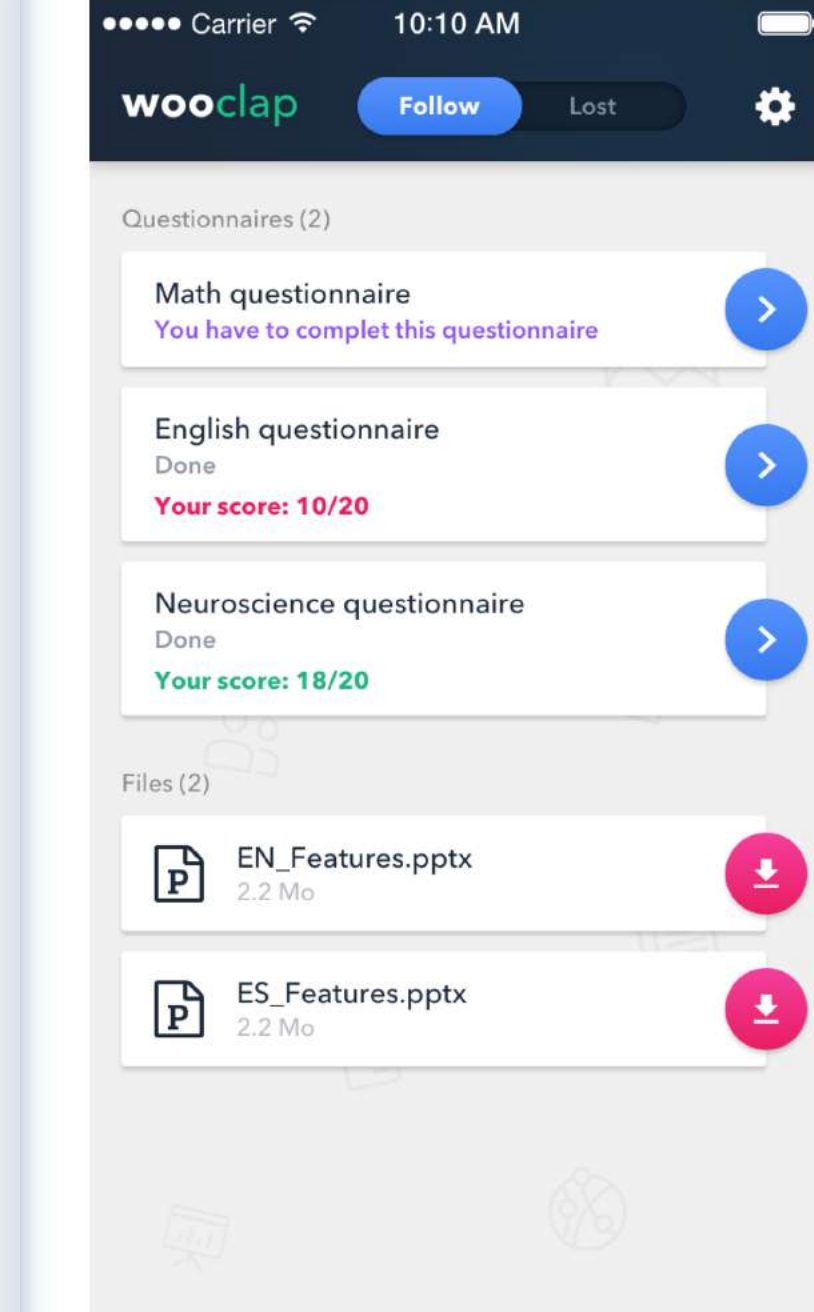 Carrier 10:10 AM
wooclap Follow Lost
Questionnaires (2)
Math questionnaire
You have to complet this questionnaire
English questionnaire
Done
Your score: 10/20
Neuroscience questionnaire
Done
Your score: 18/20
Files (2)
P EN_Features.pptx
2.2 Mo
P ES_Features.pptx
2.2 Mo